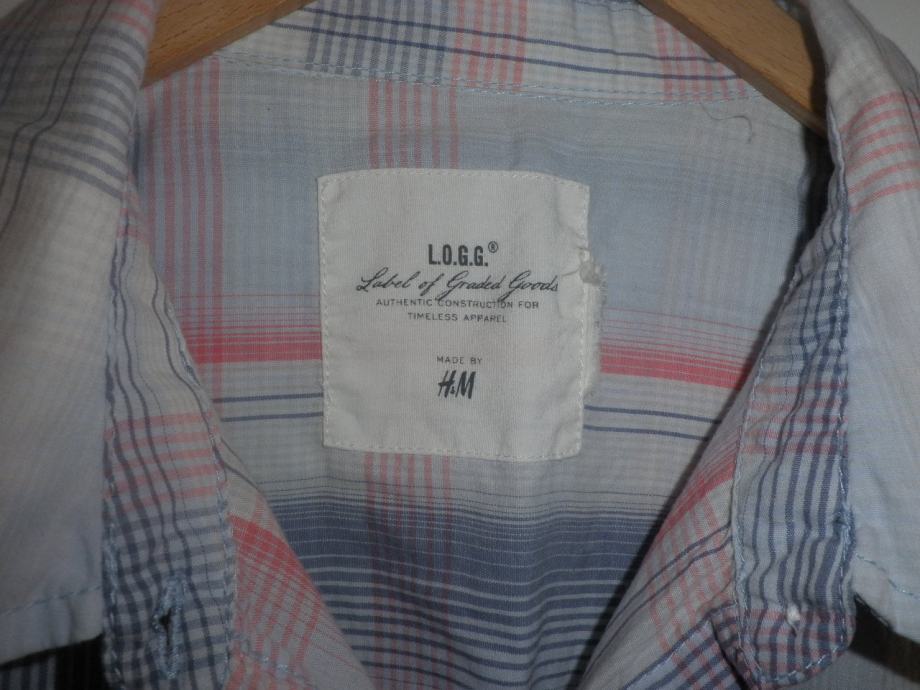 L.O.G.G.®
Label of Graded Goods
AUTHENTIC CONSTRUCTION FOR
TIMELESS APPAREL
MADE BY
H&M